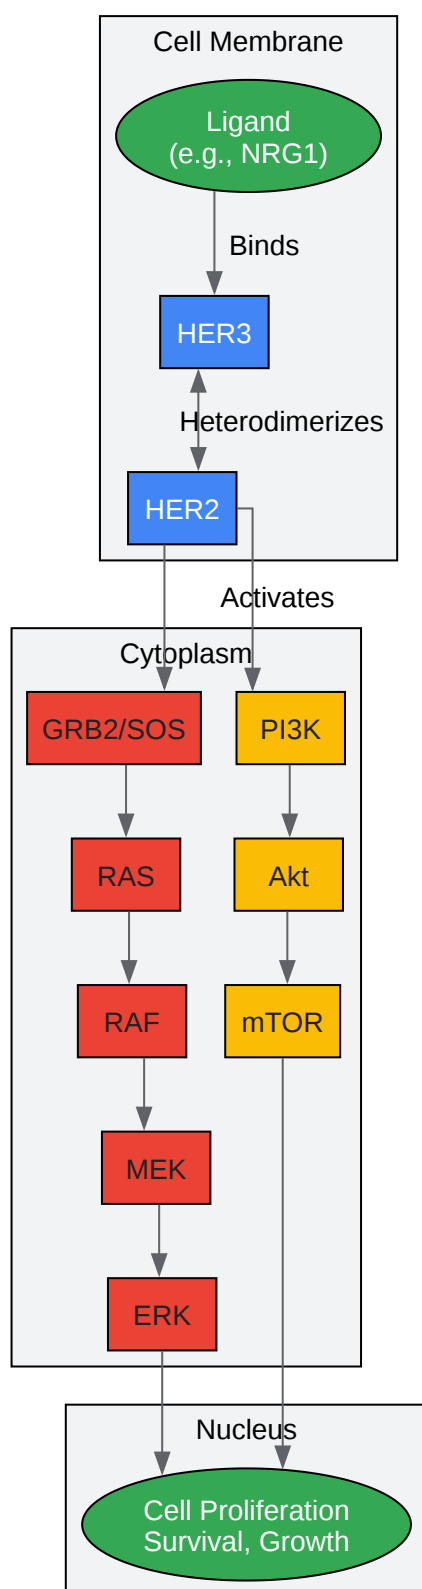 Cell Membrane
Ligand
(e.g., NRG1)
Binds
HER3
Heterodimerizes
HER2
Activates
Cytoplasm
GRB2/SOS
PI3K
RAS
Akt
RAF
mTOR
MEK
ERK
Nucleus
Cell Proliferation
Survival, Growth